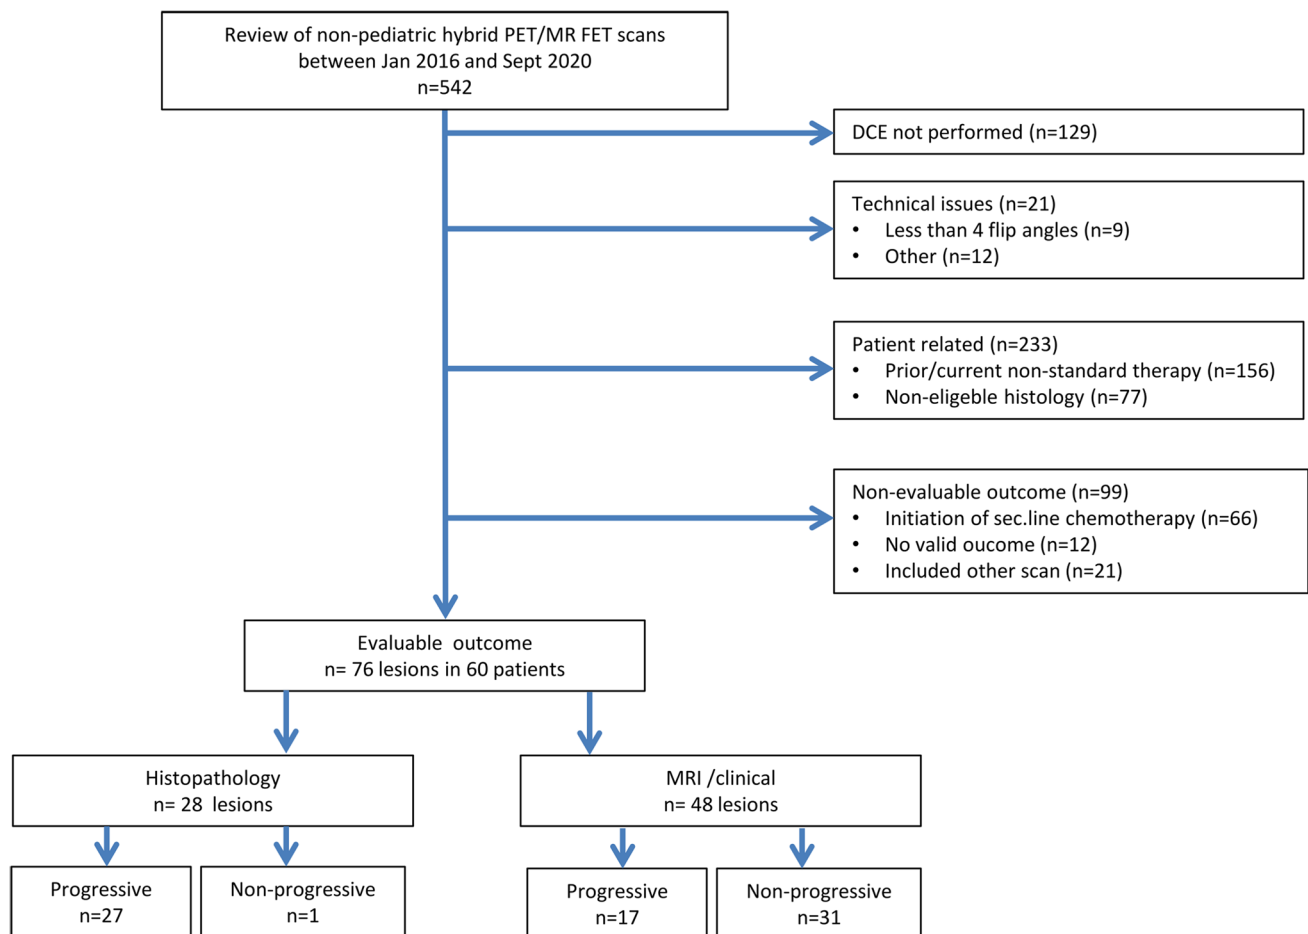 Review of non-pediatric hybrid PET/MR FET scans
between Jan 2016 and Sept 2020
n=542
DCE not performed (n=129)
Technical issues (n=21)
• Less than 4 flip angles (n=9)
• Other (n=12)
Patient related (n=233)
• Prior/current non-standard therapy (n=156)
• Non-eligeble histology (n=77)
Non-evaluable outcome (n=99)
• Initiation of sec.line chemotherapy (n=66)
• No valid oucome (n=12)
• Included other scan (n=21)
Evaluable outcome
n= 76 lesions in 60 patients
Histopathology
n= 28 lesions
MRI /clinical
n= 48 lesions
Progressive
n=27
Non-progressive
n=1
Progressive
n=17
Non-progressive
n=31